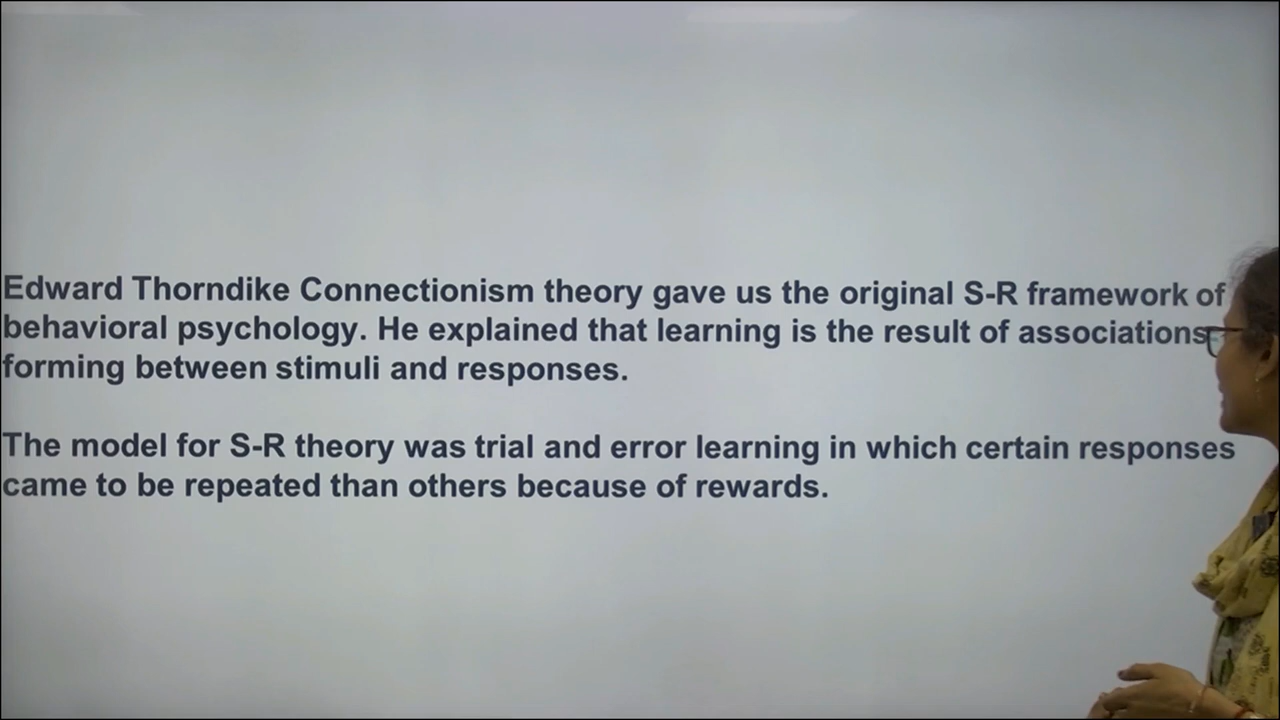 Edward Thorndike Connectionism theory gave us the original S-R framework of
behavioral psychology. He explained that learning is the result of associations
forming between stimuli and responses.
The model for S-R theory was trial and error learning in which certain responses
came to be repeated than others because of rewards.